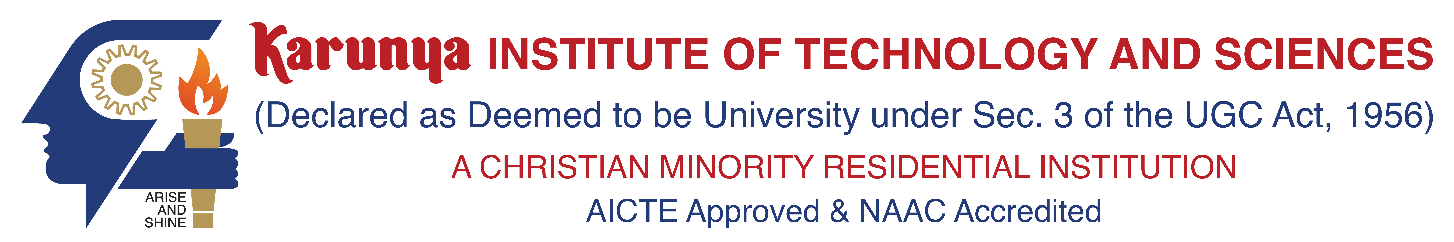 Karunya INSTITUTE OF TECHNOLOGY AND SCIENCES
(Declared as Deemed to be University under Sec. 3 of the UGC Act, 1956)
A CHRISTIAN MINORITY RESIDENTIAL INSTITUTION
AICTE Approved & NAAC Accredited
ARISE
AND
SHINE